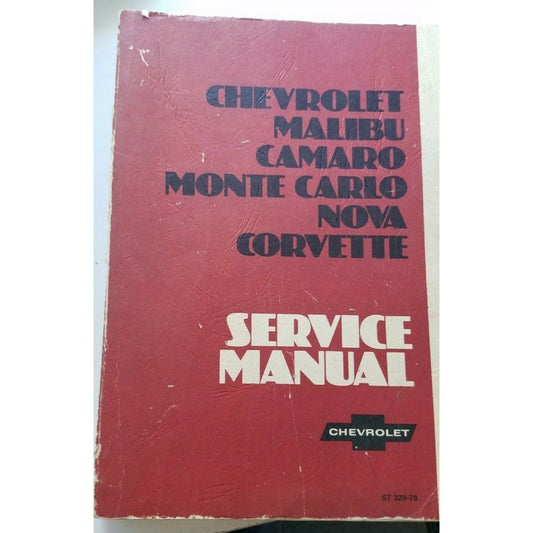 CHEVROLET
MALIBU
CAMARO
MONTE CARLO
NOVA
CORVETTE
SERVICE
MANUAL
CHEVROLET
ST 329-78